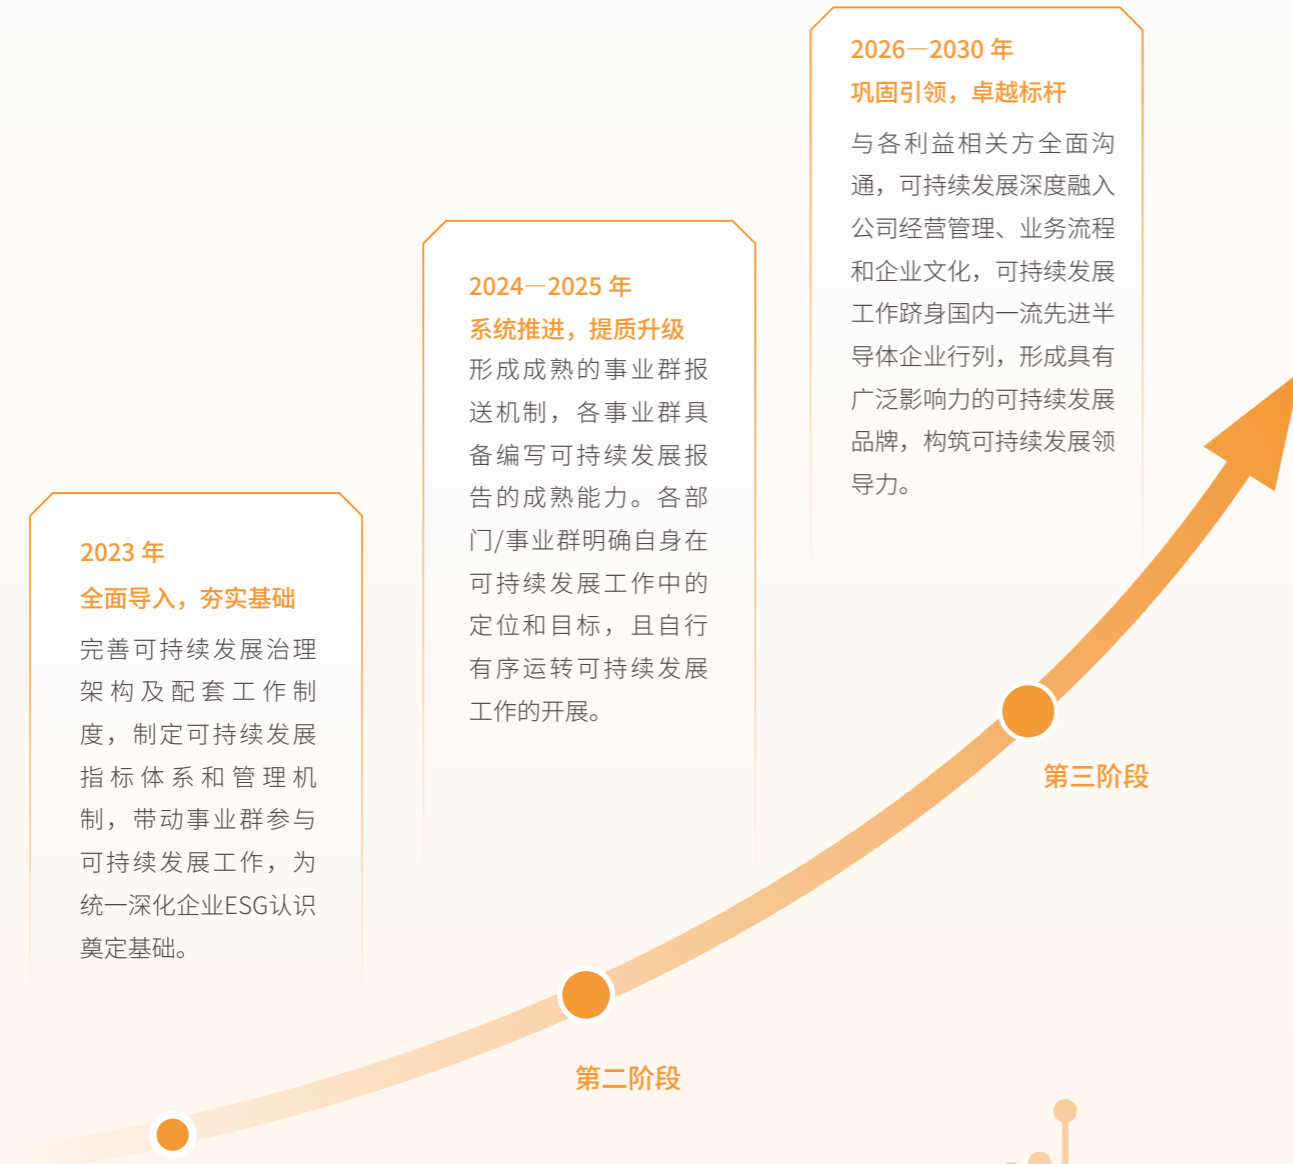 2023 年
全面导入，夯实基础
完善可持续发展治理
架构及配套工作制
度，制定可持续发展
指标体系和管理机
制，带动事业群参与
可持续发展工作，为
统一深化企业ESG认识
奠定基础。
2024—2025 年
系统推进，提质升级
形成成熟的事业群报
送机制，各事业群具
备编写可持续发展报
告的成熟能力。各部
门/事业群明确自身在
可持续发展工作中的
定位和目标，且自行
有序运转可持续发展
工作的开展。
第二阶段
2026—2030 年
巩固引领，卓越标杆
与各利益相关方全面沟
通，可持续发展深度融入
公司经营管理、业务流程
和企业文化，可持续发展
工作跻身国内一流先进半
导体企业行列，形成具有
广泛影响力的可持续发展
品牌，构筑可持续发展领
导力。
第三阶段